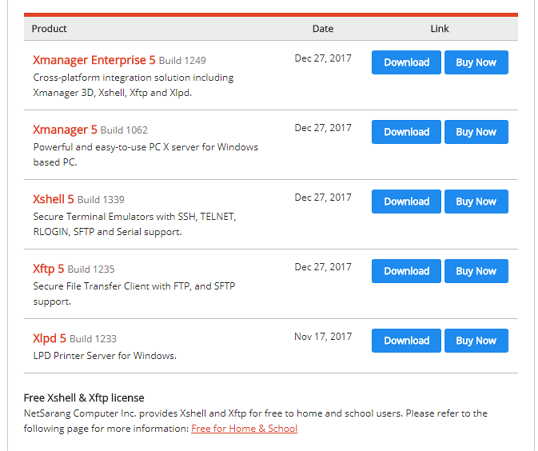 Product Date Link
Xmanager Enterprise 5 Build 1249 Dec 27, 2017 Download Buy Now
Cross-platform integration solution including
Xmanager 3D, Xshell, Xftp and Xlpd.
Xmanager 5 Build 1062 Dec 27, 2017 Download Buy Now
Powerful and easy-to-use PC X server for Windows
based PC.
Xshell 5 Build 1339 Dec 27, 2017 Download Buy Now
Secure Terminal Emulators with SSH, TELNET,
RLOGIN, SFTP and Serial support.
Xftp 5 Build 1235 Dec 27, 2017 Download Buy Now
Secure File Transfer Client with FTP, and SFTP
support.
Xlpd 5 Build 1233 Nov 17, 2017 Download Buy Now
LPD Printer Server for Windows.
Free Xshell & Xftp license
NetSarang Computer Inc. provides Xshell and Xftp for free to home and school users. Please refer to the
following page for more information: Free for Home & School